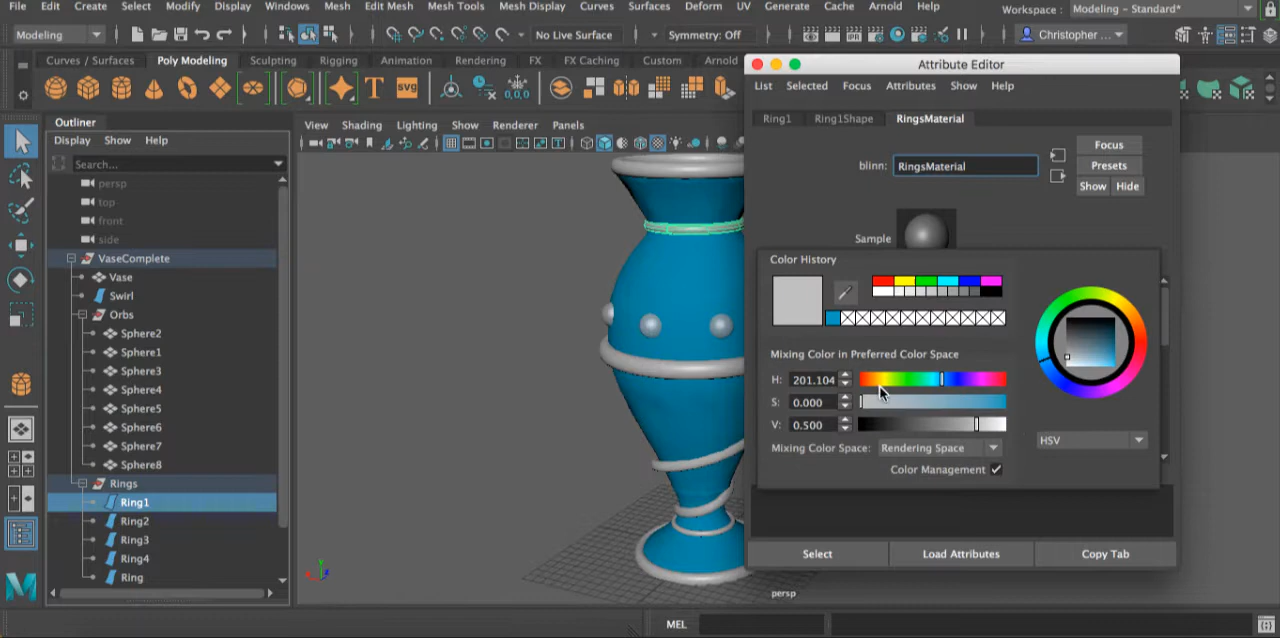 File Edit Create Select Modify Display Windows Mesh Edit Mesh Mesh Tools Mesh Display Curves Surfaces Deform UV Generate Cache Arnold Help Workspace : Modeling - Standard*
Modeling No Live Surface Symmetry: Off Christopher ...
Curves / Surfaces Poly Modeling Sculpting Rigging Animation Rendering FX FX Caching Custom Arnold
T SVG 0,0,0
Attribute Editor
List Selected Focus Attributes Show Help
Ring1 Ring1Shape RingsMaterial
blinn: RingsMaterial
Focus
Presets
Show Hide
Sample
Color History
Mixing Color in Preferred Color Space
H: 201.104
S: 0.000
V: 0.500
HSV
Mixing Color Space: Rendering Space
Color Management
Select Load Attributes Copy Tab
Outliner
Display Show Help
Search...
persp
top
front
side
VaseComplete
Vase
Swirl
Orbs
Sphere2
Sphere1
Sphere3
Sphere4
Sphere5
Sphere6
Sphere7
Sphere8
Rings
Ring1
Ring2
Ring3
Ring4
Ring
View Shading Lighting Show Renderer Panels
persp
MEL